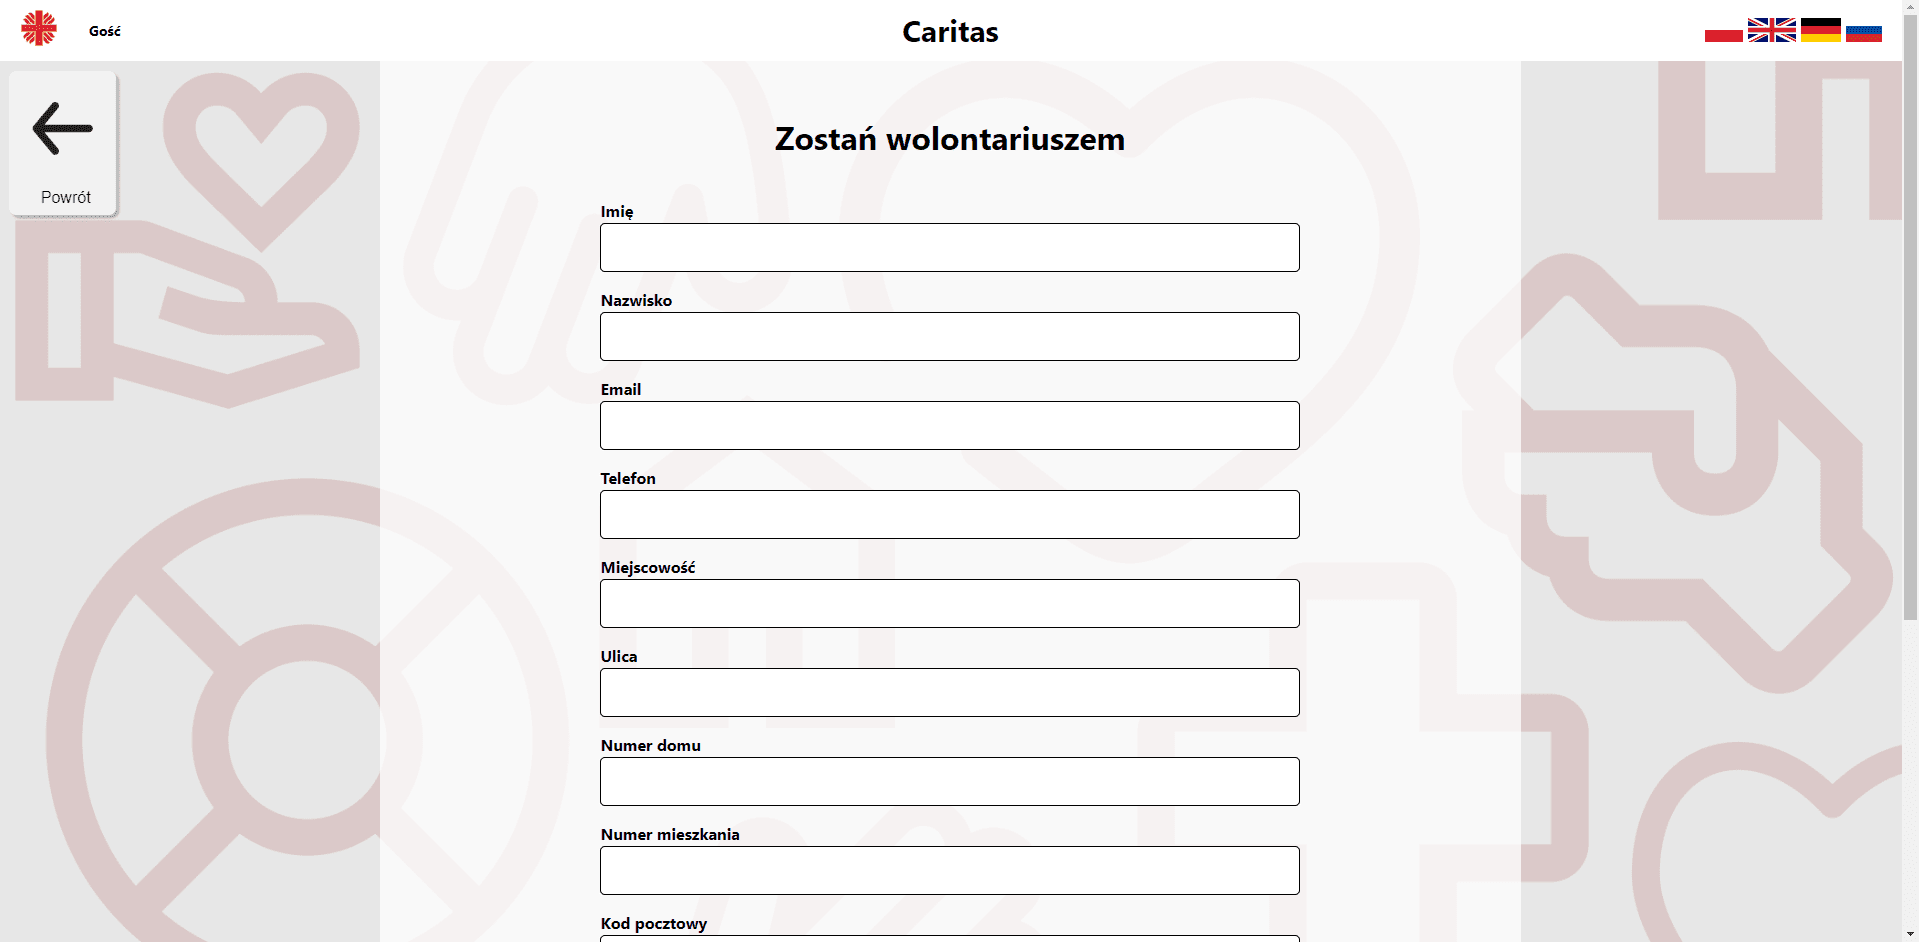 Gość
Caritas
Powrót
Zostań wolontariuszem
Imię
Nazwisko
Email
Telefon
Miejscowość
Ulica
Numer domu
Numer mieszkania
Kod pocztowy